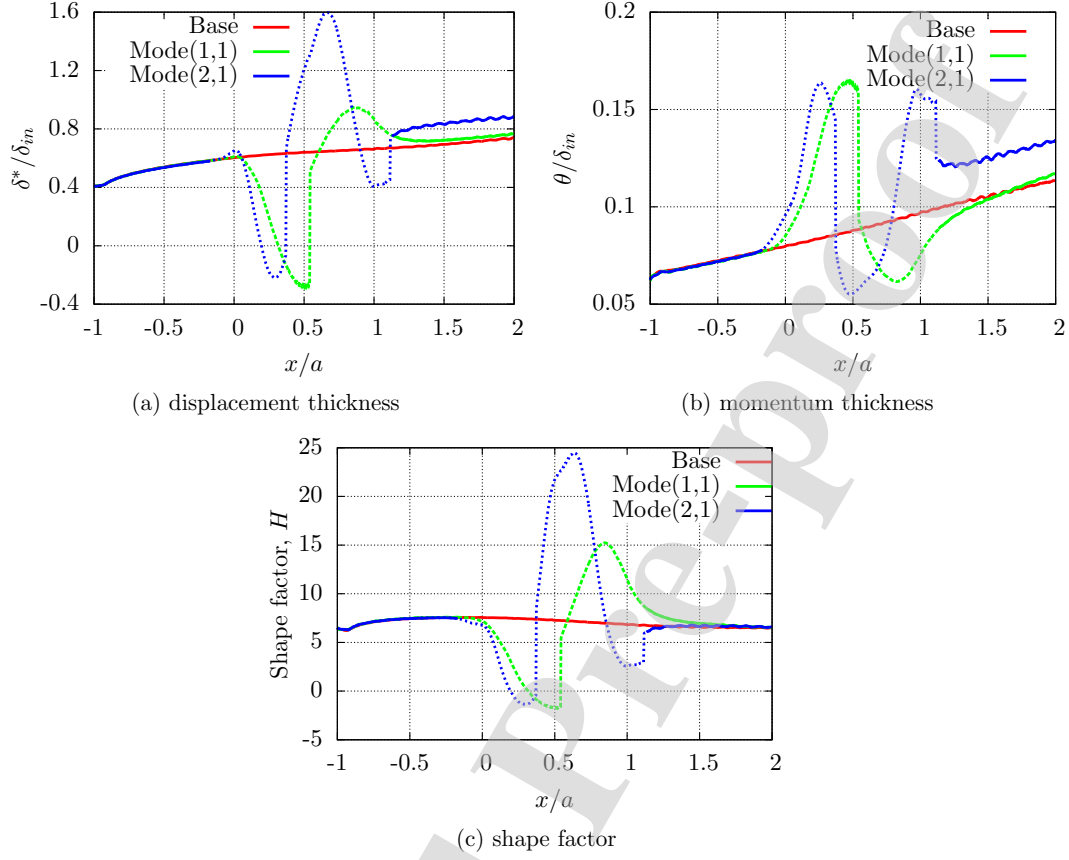 1.6
1.2
0.8
0.4
0
-0.4
δ*/δin
Base
Mode(1,1)
Mode(2,1)
-1 -0.5 0 0.5 1 1.5 2
x/a
(a) displacement thickness
0.2
0.15
0.1
0.05
θ/δin
Base
Mode(1,1)
Mode(2,1)
-1 -0.5 0 0.5 1 1.5 2
x/a
(b) momentum thickness
25
20
15
10
5
0
-5
Shape factor, H
Base
Mode(1,1)
Mode(2,1)
-1 -0.5 0 0.5 1 1.5 2
x/a
(c) shape factor
Pre-proof